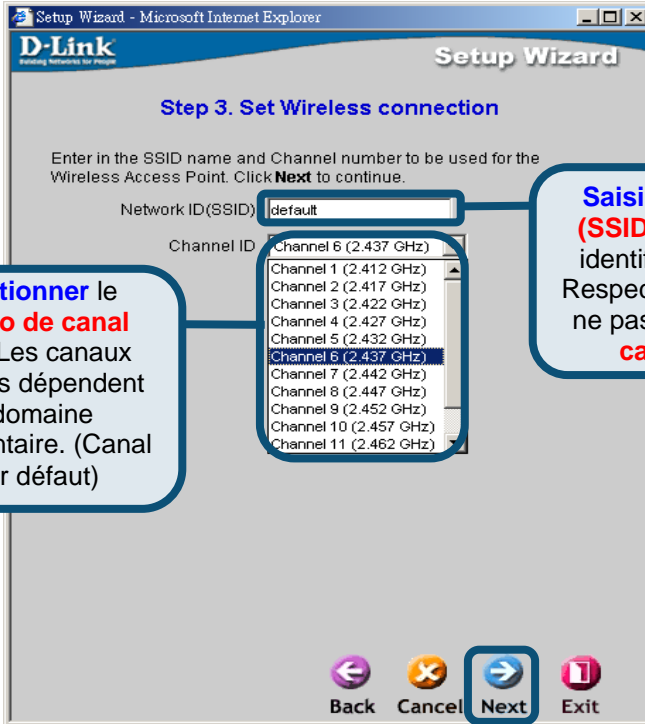 Setup Wizard - Microsoft Internet Explorer
D-Link
Building Networks for People
Setup Wizard
Step 3. Set Wireless connection
Enter in the SSID name and Channel number to be used for the
Wireless Access Point. Click Next to continue.
Network ID(SSID) default
Channel ID Channel 6 (2.437 GHz)
Channel 1 (2.412 GHz)
Channel 2 (2.417 GHz)
Channel 3 (2.422 GHz)
Channel 4 (2.427 GHz)
Channel 5 (2.432 GHz)
Channel 6 (2.437 GHz)
Channel 7 (2.442 GHz)
Channel 8 (2.447 GHz)
Channel 9 (2.452 GHz)
Channel 10 (2.457 GHz)
Channel 11 (2.462 GHz)
Saisi
(SSID
identif
Respec
ne pas
ca
tionner le
o de canal
Les canaux
s dépendent
domaine
ntaire. (Canal
r défaut)
Back Cancel Next Exit